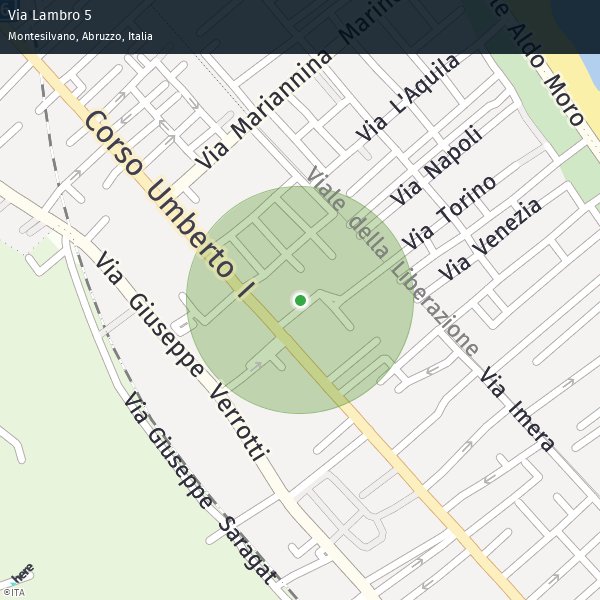 Via Lambro 5
Montesilvano, Abruzzo, Italia
Via Mariannina Marino
Aldo Moro
Via L'Aquila
Corso Umberto I
Via Napoli
Viale della Liberazione
Via Torino
Via Venezia
Via Giuseppe Verrotti
Via Imera
Via Giuseppe Saragat
here
©ITA